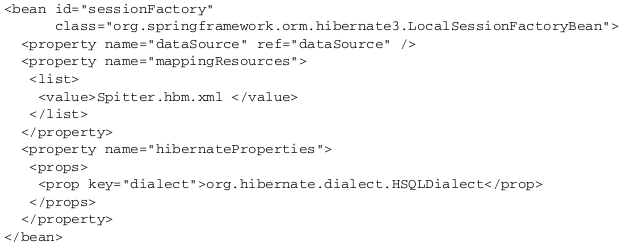 <bean id="sessionFactory"
      class="org.springframework.orm.hibernate3.LocalSessionFactoryBean">
  <property name="dataSource" ref="dataSource" />
  <property name="mappingResources">
   <list>
    <value>Spitter.hbm.xml </value>
   </list>
  </property>
  <property name="hibernateProperties">
   <props>
    <prop key="dialect">org.hibernate.dialect.HSQLDialect</prop>
   </props>
  </property>
</bean>